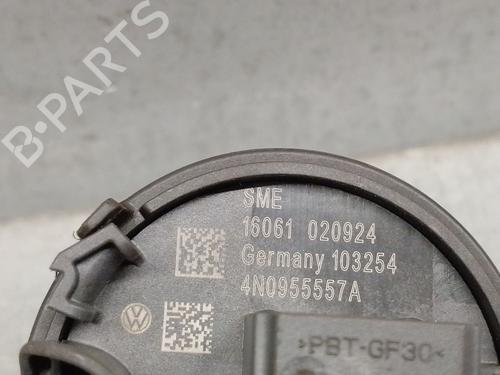 B-PARTS
SME
16061 020924
Germany 103254
4N0955557A
>PBT-GF30<